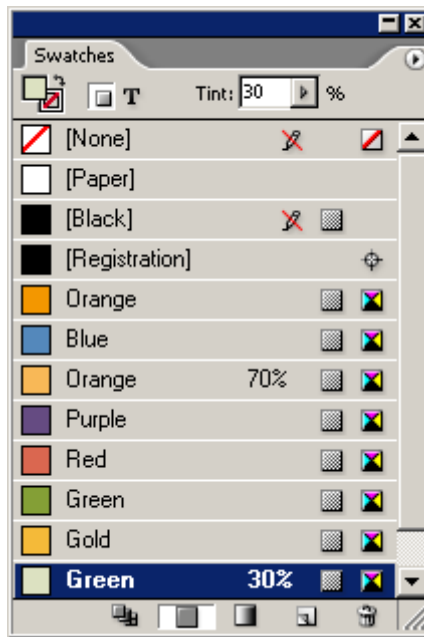 Swatches
T Tint: 30 %
[None]
[Paper]
[Black]
[Registration]
Orange
Blue
Orange 70%
Purple
Red
Green
Gold
Green 30%